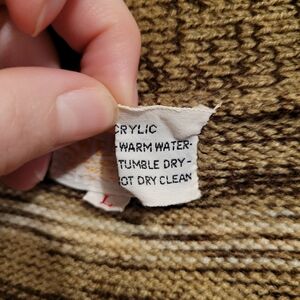 CRYLIC
-WARM WATER-
TUMBLE DRY-
OT DRY CLEAN
L